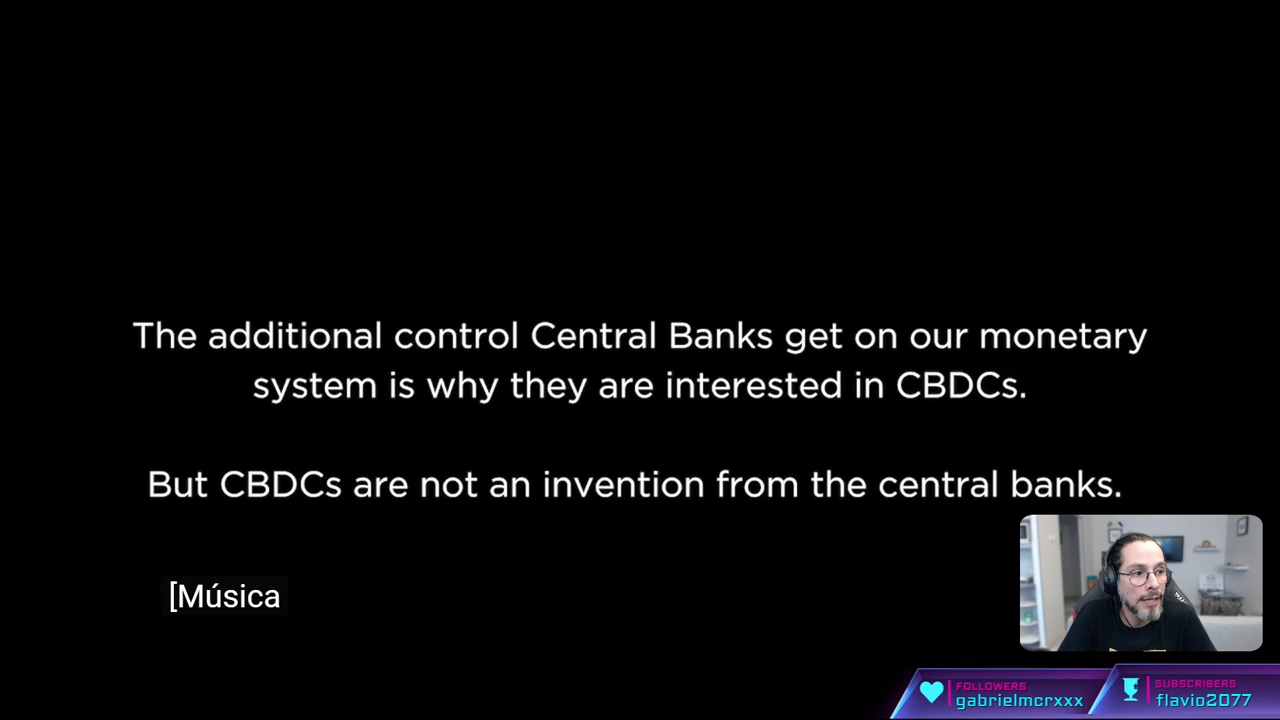 The additional control Central Banks get on our monetary
system is why they are interested in CBDCs.
But CBDCs are not an invention from the central banks.
[Música
FOLLOWERS
gabrielmcrxxx
SUBSCRIBERS
flavio2077